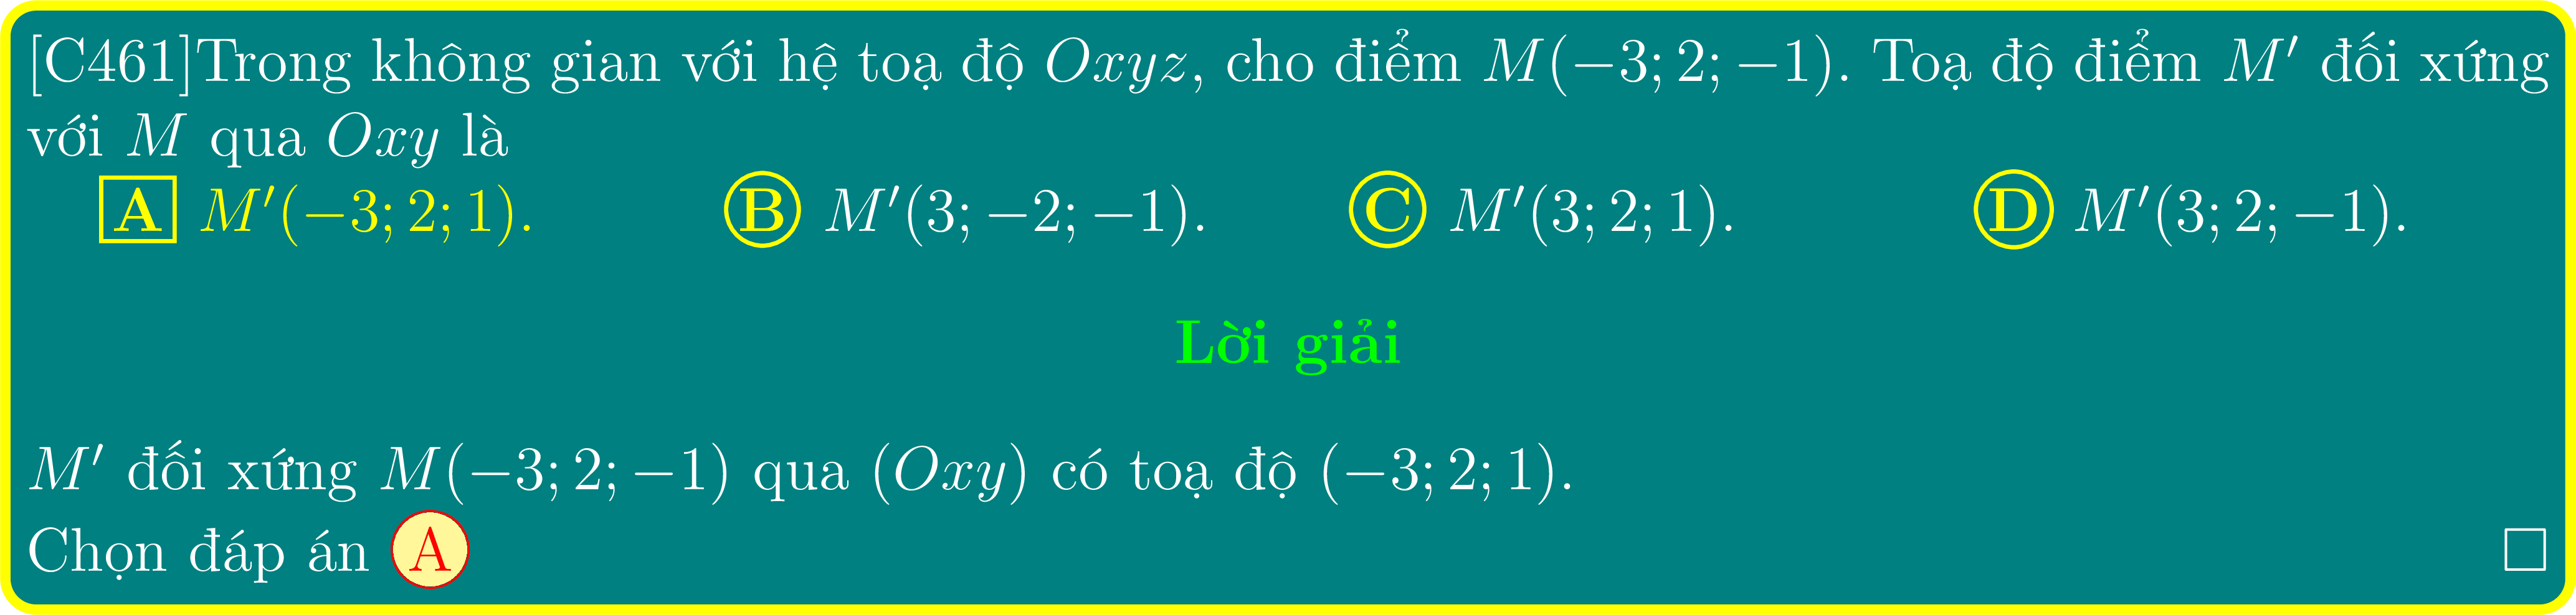 [C461]Trong không gian với hệ toạ độ Oxyz, cho điểm M(−3; 2; −1). Toạ độ điểm M′ đối xứng
với M qua Oxy là
A M′(−3; 2; 1). B M′(3; −2; −1). C M′(3; 2; 1). D M′(3; 2; −1).
Lời giải
M′ đối xứng M(−3; 2; −1) qua (Oxy) có toạ độ (−3; 2; 1).
Chọn đáp án A □